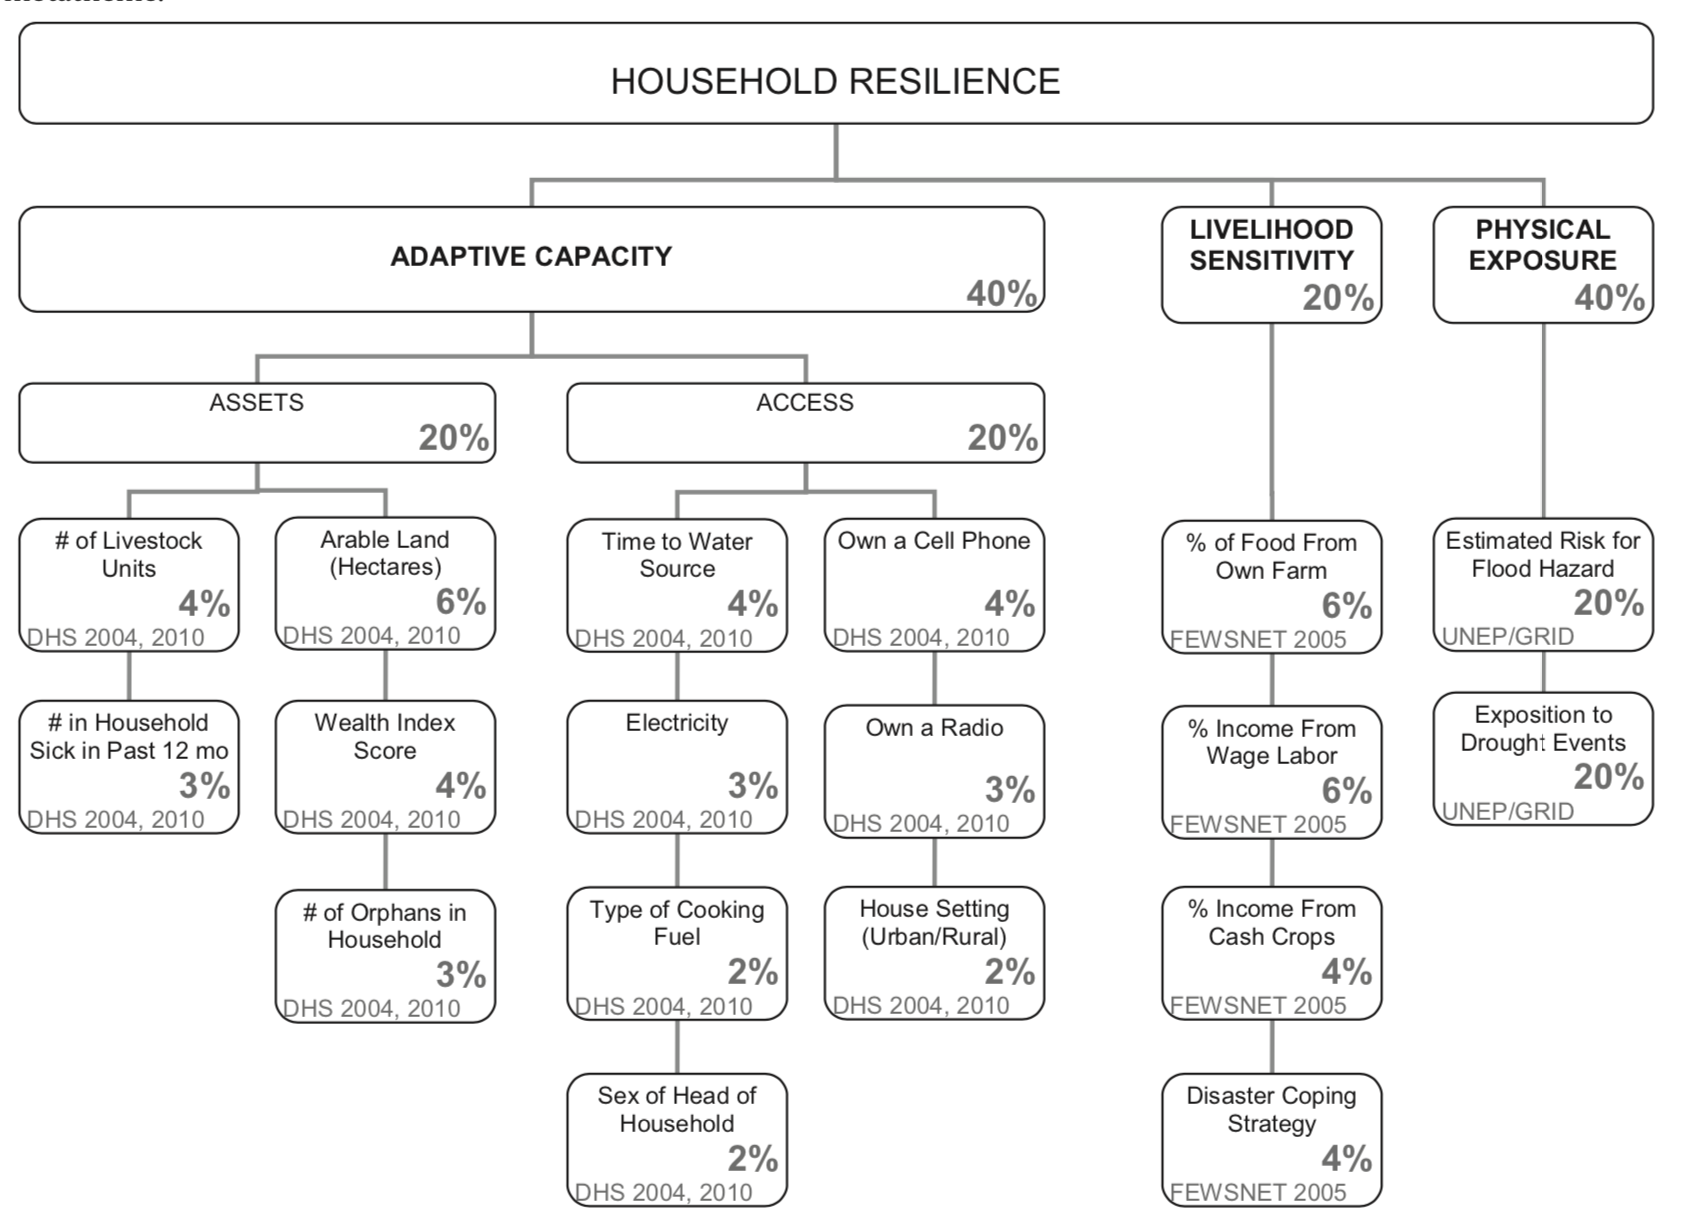 HOUSEHOLD RESILIENCE
ADAPTIVE CAPACITY
40%
LIVELIHOOD
SENSITIVITY
20%
PHYSICAL
EXPOSURE
40%
ASSETS
20%
ACCESS
20%
# of Livestock
Units
4%
DHS 2004, 2010
# in Household
Sick in Past 12 mo
3%
DHS 2004, 2010
Arable Land
(Hectares)
6%
DHS 2004, 2010
Wealth Index
Score
4%
DHS 2004, 2010
# of Orphans in
Household
3%
DHS 2004, 2010
Time to Water
Source
4%
DHS 2004, 2010
Electricity
3%
DHS 2004, 2010
Type of Cooking
Fuel
2%
DHS 2004, 2010
Sex of Head of
Household
2%
DHS 2004, 2010
Own a Cell Phone
4%
DHS 2004, 2010
Own a Radio
3%
DHS 2004, 2010
House Setting
(Urban/Rural)
2%
DHS 2004, 2010
% of Food From
Own Farm
6%
FEWSNET 2005
% Income From
Wage Labor
6%
FEWSNET 2005
% Income From
Cash Crops
4%
FEWSNET 2005
Disaster Coping
Strategy
4%
FEWSNET 2005
Estimated Risk for
Flood Hazard
20%
UNEP/GRID
Exposition to
Drought Events
20%
UNEP/GRID